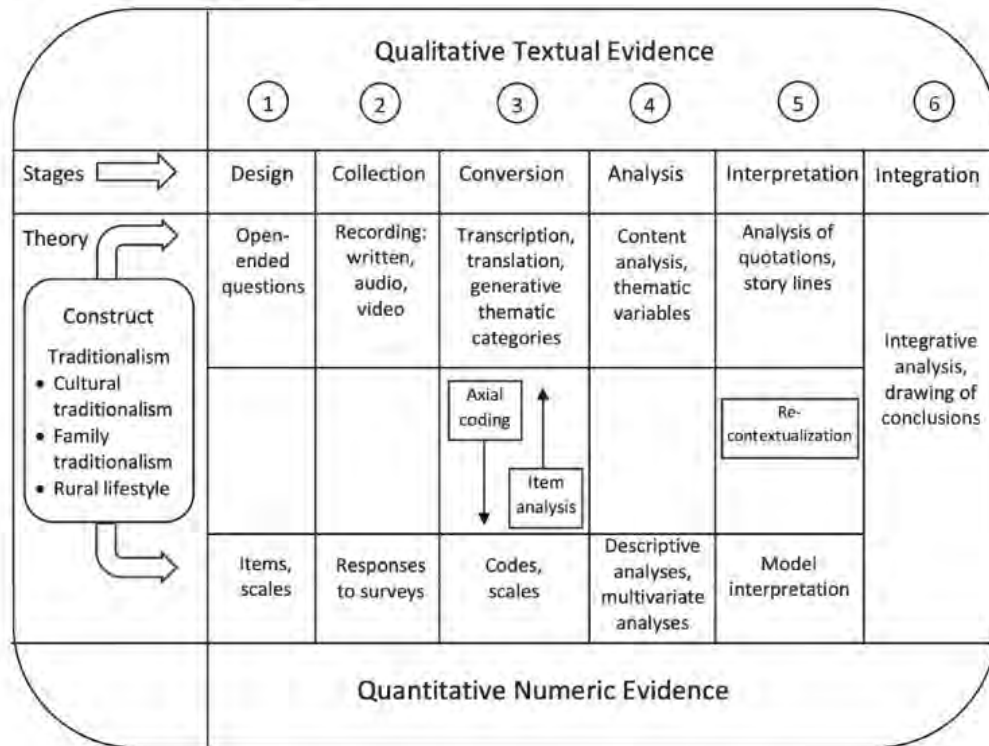 Qualitative Textual Evidence
1 2 3 4 5 6
Stages
Design
Collection
Conversion
Analysis
Interpretation
Integration
Theory
Construct
Traditionalism
• Cultural
traditionalism
• Family
traditionalism
• Rural lifestyle
Open-
ended
questions
Recording:
written,
audio,
video
Transcription,
translation,
generative
thematic
categories
Content
analysis,
thematic
variables
Analysis of
quotations,
story lines
Integrative
analysis,
drawing of
conclusions
Axial
coding
Item
analysis
Re-
contextualization
Items,
scales
Responses
to surveys
Codes,
scales
Descriptive
analyses,
multivariate
analyses
Model
interpretation
Quantitative Numeric Evidence